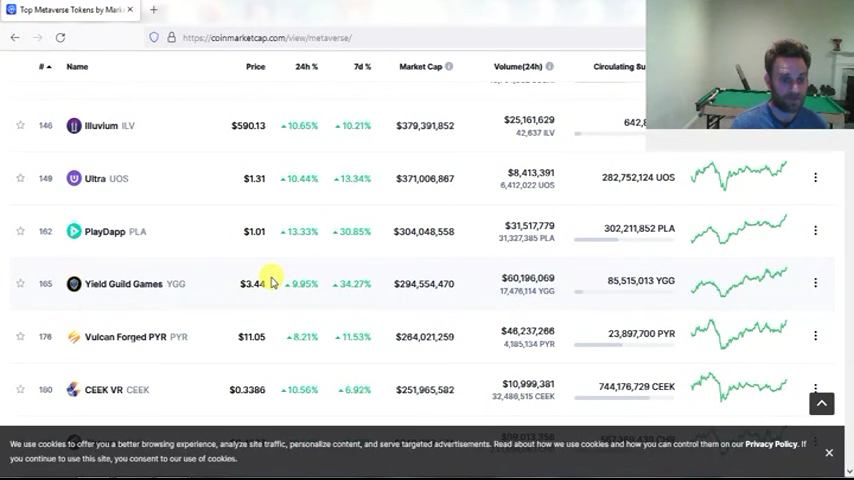 Top Metaverse Tokens by Mark
https://coinmarketcap.com/view/metaverse/
# Name Price 24h % 7d % Market Cap Volume(24h) Circulating Su
146 Illuvium ILV $590.13 10.65% 10.21% $379,391,852 $25,161,629 642,8
42,637 ILV
149 Ultra UOS $1.31 10.44% 13.34% $371,006,867 $8,413,391 282,752,124 UOS
6,412,022 UOS
162 PlayDapp PLA $1.01 13.33% 30.85% $304,048,558 $31,517,779 302,211,852 PLA
31,327,385 PLA
165 Yield Guild Games YGG $3.44 9.95% 34.27% $294,554,470 $60,196,069 85,515,013 YGG
17,476,114 YGG
176 Vulcan Forged PYR PYR $11.05 8.21% 11.53% $264,021,259 $46,237,266 23,897,700 PYR
4,185,134 PYR
180 CEEK VR CEEK $0.3386 10.56% 6.92% $251,965,582 $10,999,381 744,176,729 CEEK
32,486,515 CEEK
We use cookies to offer you a better browsing experience, analyze site traffic, personalize content, and serve targeted advertisements. Read about how we use cookies and how you can control them on our Privacy Policy. If
you continue to use this site, you consent to our use of cookies.